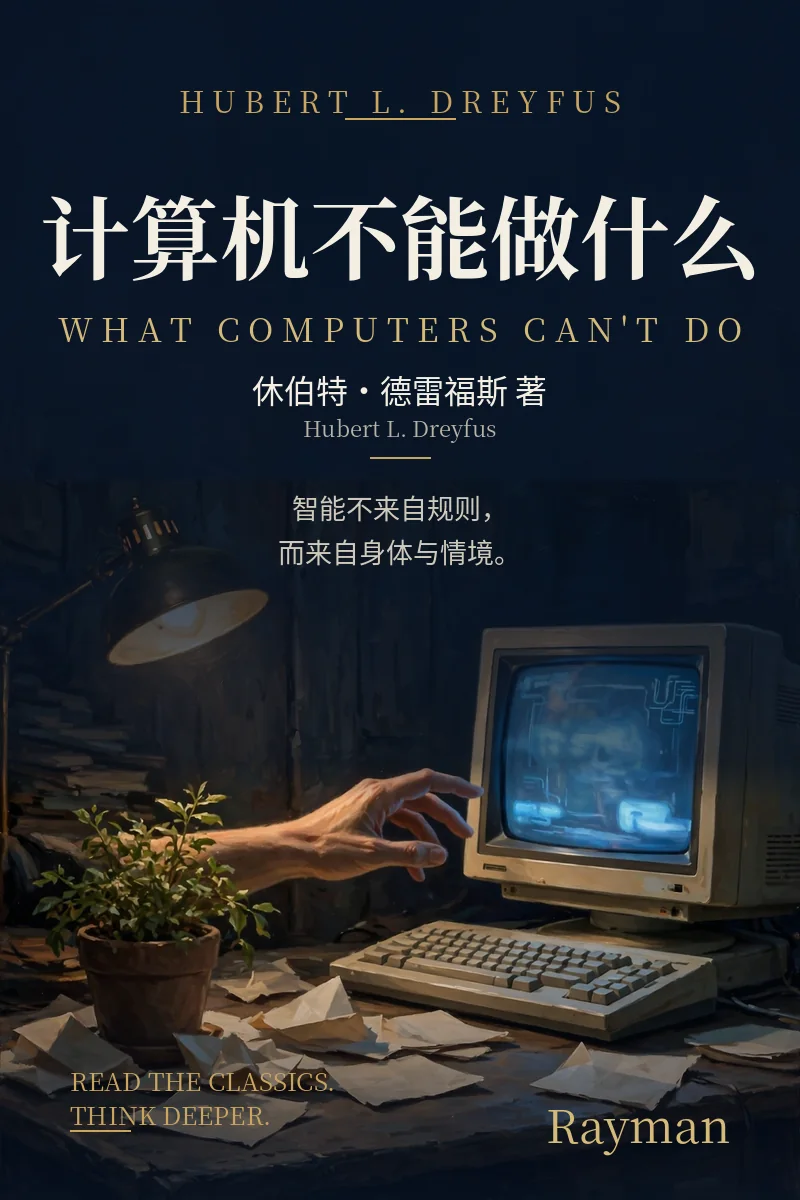 HUBERT L. DREYFUS
计算机不能做什么
WHAT COMPUTERS CAN'T DO
休伯特·德雷福斯 著
Hubert L. Dreyfus
智能不来自规则，
而来自身体与情境。
READ THE CLASSICS.
THINK DEEPER.
Rayman